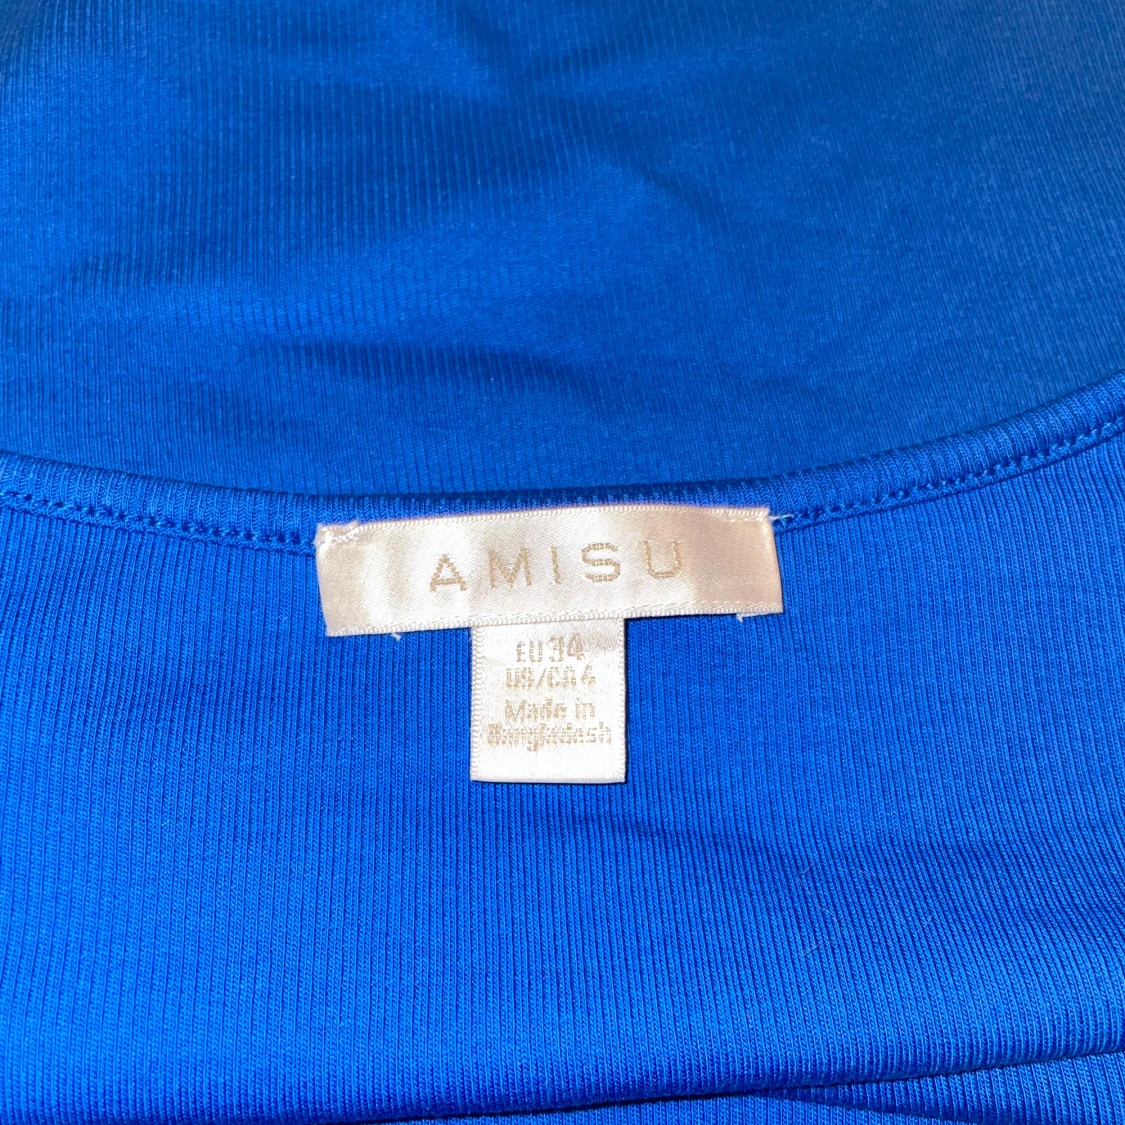 AMISU
EU 34
US/CA 4
Made in
Bangladesh